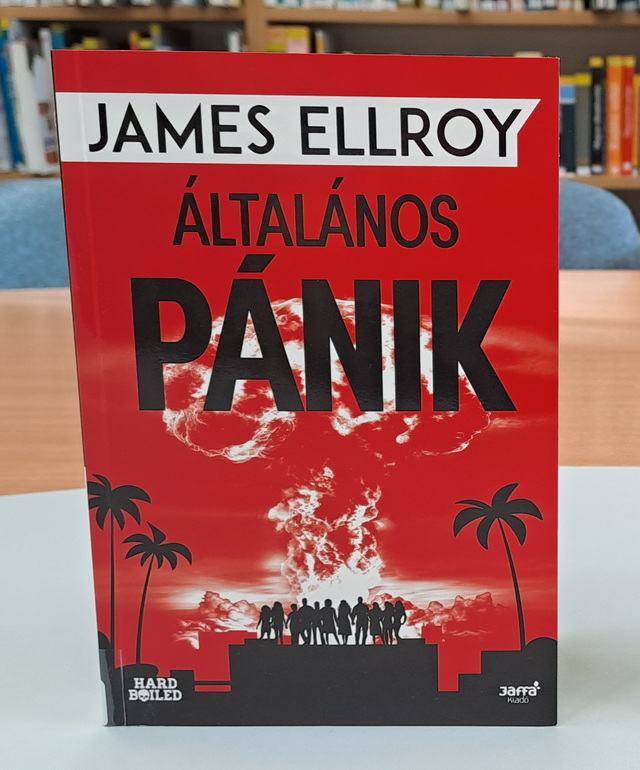 JAMES ELLROY
ÁLTALÁNOS
PÁNIK
HARD
BOILED
Jaffa
Kiadó